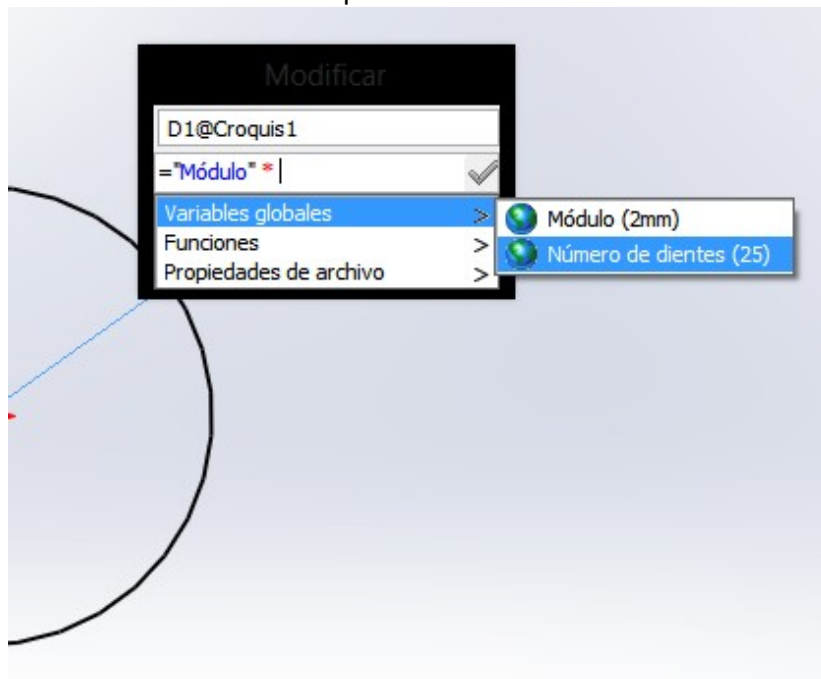 Modificar
D1@Croquis1
="Módulo" *
Variables globales >
Funciones >
Propiedades de archivo >
Módulo (2mm)
Número de dientes (25)